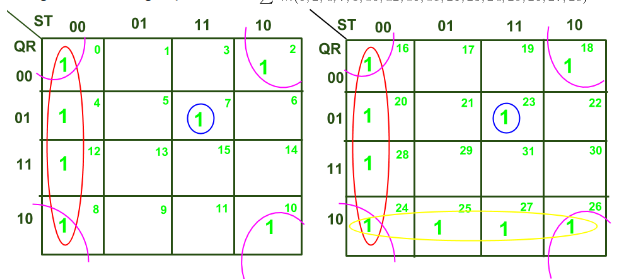 ST 00 01 11 10
QR 0 1 3 2
00 1 1
4 5 7 6
01 1 1
12 13 15 14
11 1
8 9 11 10
10 1 1
ST 00 01 11 10
QR 16 17 19 18
00 1 1
20 21 23 22
01 1 1
28 29 31 30
11 1
24 25 27 26
10 1 1 1 1